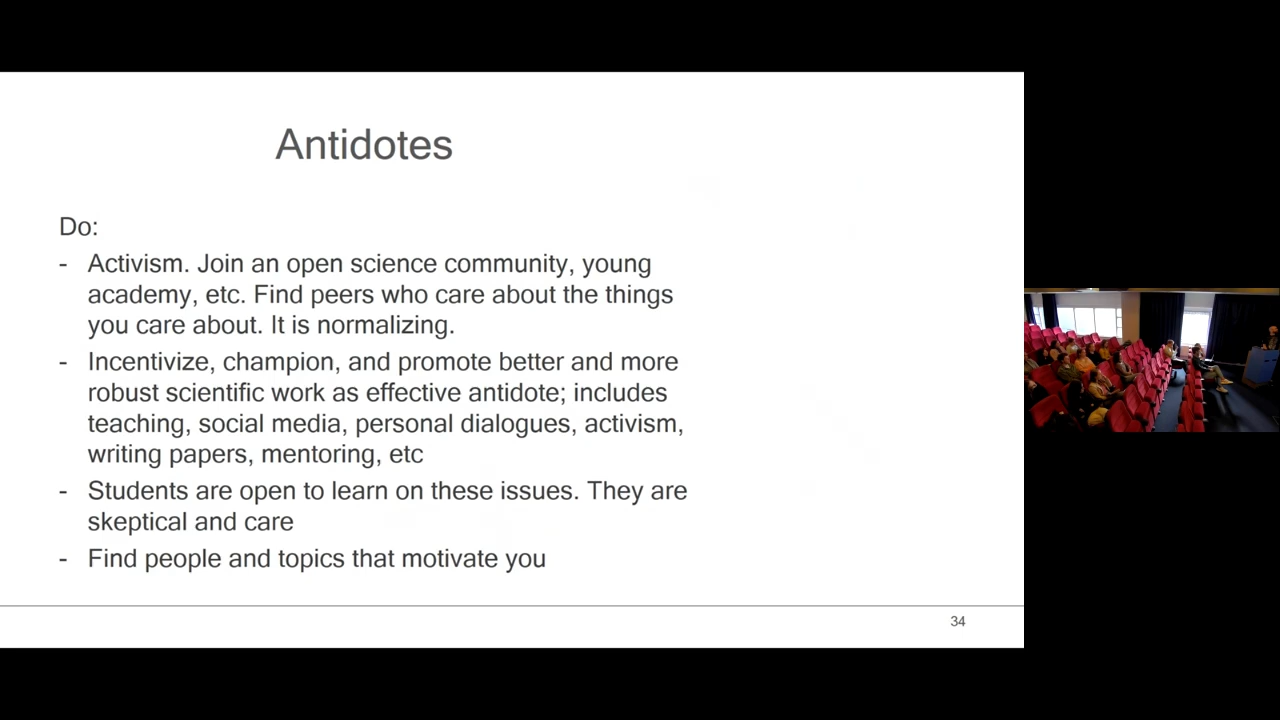 Antidotes
Do:
- Activism. Join an open science community, young
academy, etc. Find peers who care about the things
you care about. It is normalizing.
- Incentivize, champion, and promote better and more
robust scientific work as effective antidote; includes
teaching, social media, personal dialogues, activism,
writing papers, mentoring, etc
- Students are open to learn on these issues. They are
skeptical and care
- Find people and topics that motivate you
34